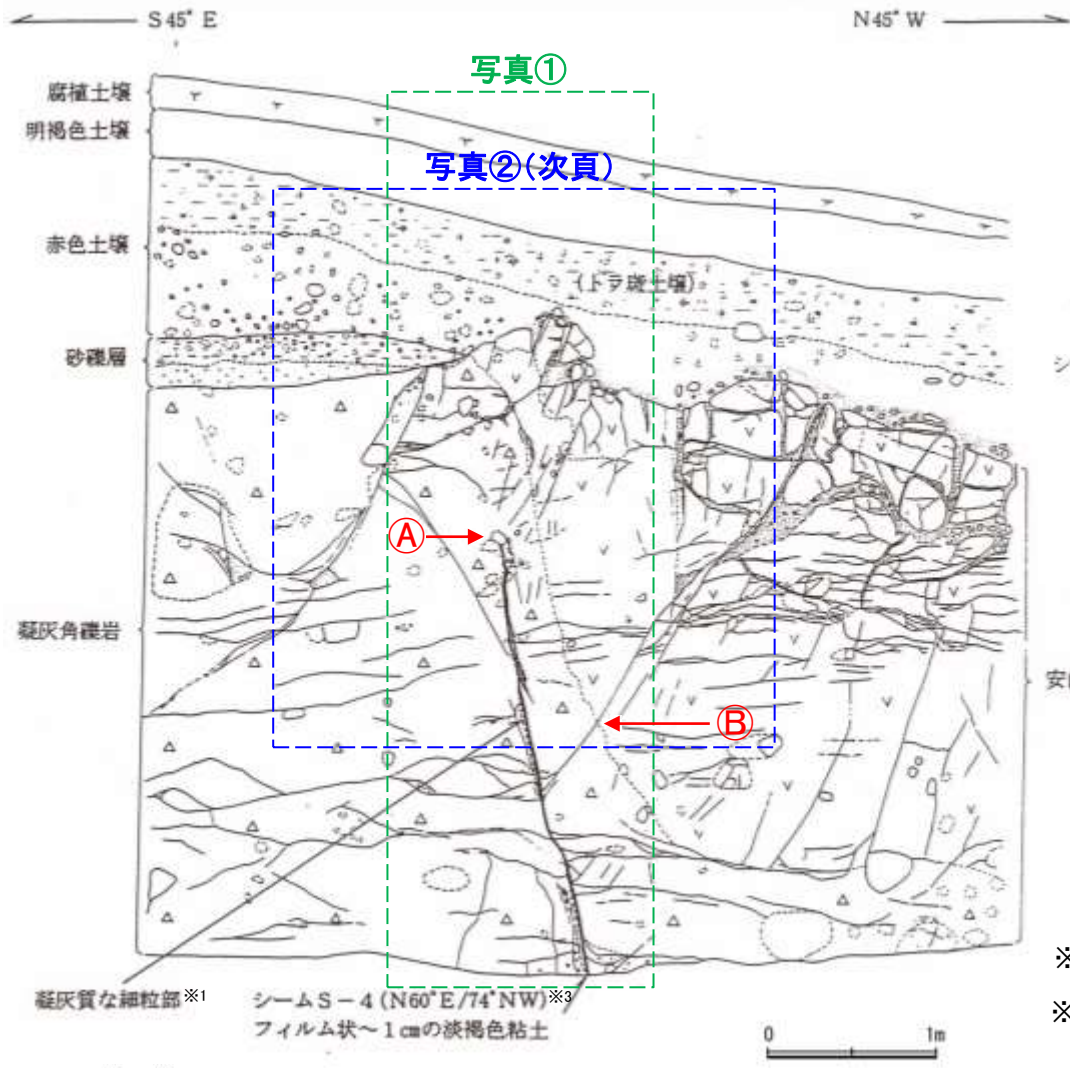 S45°E
N45°W
写真①
腐植土壌
明褐色土壌
写真②(次頁)
赤色土壌
(トラ斑土壌)
砂礫層
シ
Ⓐ
凝灰角礫岩
安
Ⓑ
凝灰質な細粒部※1
シームS-4 (N60°E/74°NW)※3
フィルム状~1cmの淡褐色粘土
※
※
0
1m